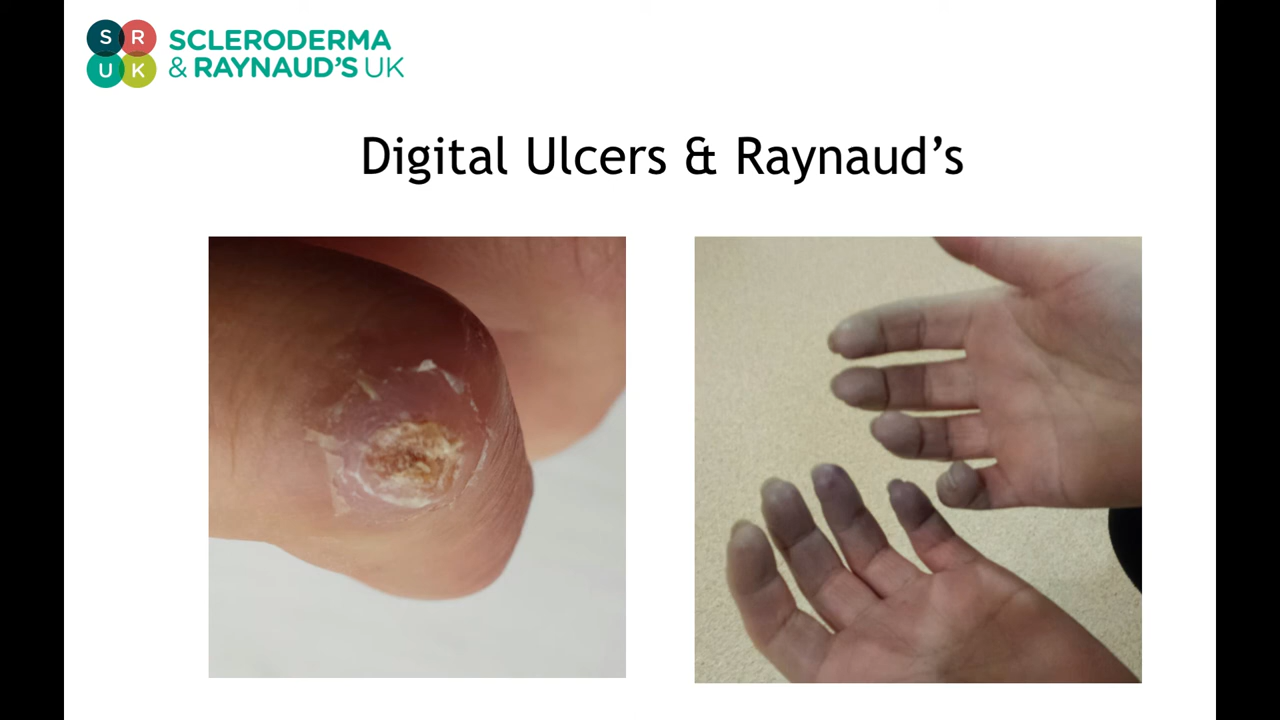 S R
U K
SCLERODERMA
& RAYNAUD'S UK
Digital Ulcers & Raynaud’s